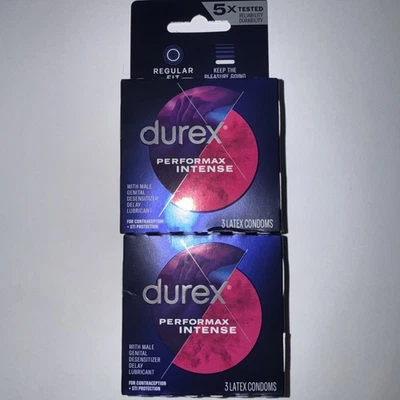 5X TESTED
RELIABILITY
DURABILITY
REGULAR
FIT
KEEP THE
PLEASURE GOING
durex
PERFORMAX
INTENSE
WITH MALE
GENITAL
DESENSITIZER
DELAY
LUBRICANT
FOR CONTRACEPTION
+ STI PROTECTION
3 LATEX CONDOMS
durex
PERFORMAX
INTENSE
WITH MALE
GENITAL
DESENSITIZER
DELAY
LUBRICANT
FOR CONTRACEPTION
+ STI PROTECTION
3 LATEX CONDOMS